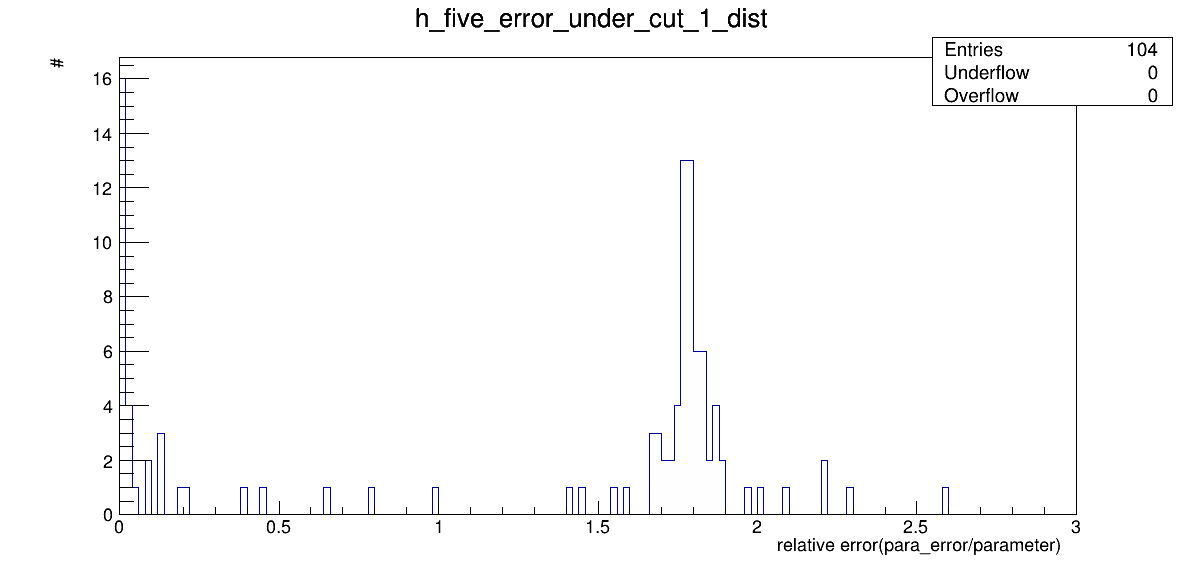 h_five_error_under_cut_1_dist
Entries 104
Underflow 0
Overflow 0
#
16
14
12
10
8
6
4
2
0
0 0.5 1 1.5 2 2.5 3
relative error(para_error/parameter)